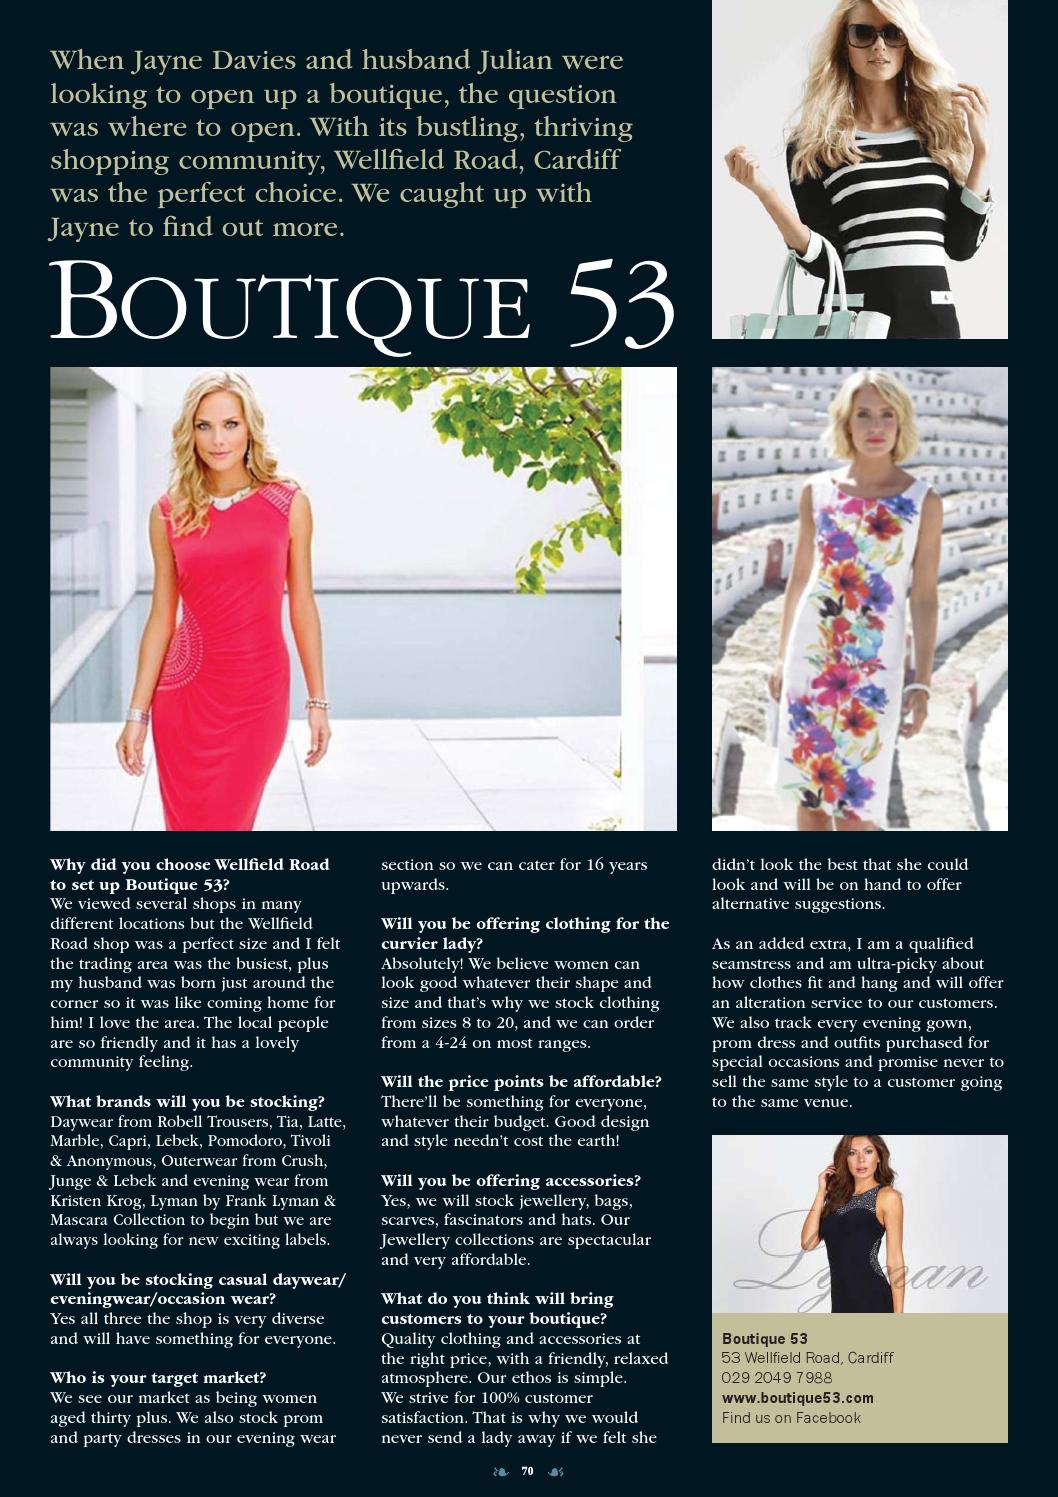 When Jayne Davies and husband Julian were
looking to open up a boutique, the question
was where to open. With its bustling, thriving
shopping community, Wellfield Road, Cardiff
was the perfect choice. We caught up with
Jayne to find out more.
BOUTIQUE 53
Why did you choose Wellfield Road
to set up Boutique 53?
We viewed several shops in many
different locations but the Wellfield
Road shop was a perfect size and I felt
the trading area was the busiest, plus
my husband was born just around the
corner so it was like coming home for
him! I love the area. The local people
are so friendly and it has a lovely
community feeling.
What brands will you be stocking?
Daywear from Robell Trousers, Tia, Latte,
Marble, Capri, Lebek, Pomodoro, Tivoli
& Anonymous, Outerwear from Crush,
Junge & Lebek and evening wear from
Kristen Krog, Lyman by Frank Lyman &
Mascara Collection to begin but we are
always looking for new exciting labels.
Will you be stocking casual daywear/
eveningwear/occasion wear?
Yes all three the shop is very diverse
and will have something for everyone.
Who is your target market?
We see our market as being women
aged thirty plus. We also stock prom
and party dresses in our evening wear
section so we can cater for 16 years
upwards.
Will you be offering clothing for the
curvier lady?
Absolutely! We believe women can
look good whatever their shape and
size and that's why we stock clothing
from sizes 8 to 20, and we can order
from a 4-24 on most ranges.
Will the price points be affordable?
There'll be something for everyone,
whatever their budget. Good design
and style needn't cost the earth!
Will you be offering accessories?
Yes, we will stock jewellery, bags,
scarves, fascinators and hats. Our
Jewellery collections are spectacular
and very affordable.
What do you think will bring
customers to your boutique?
Quality clothing and accessories at
the right price, with a friendly, relaxed
atmosphere. Our ethos is simple.
We strive for 100% customer
satisfaction. That is why we would
never send a lady away if we felt she
didn't look the best that she could
look and will be on hand to offer
alternative suggestions.
As an added extra, I am a qualified
seamstress and am ultra-picky about
how clothes fit and hang and will offer
an alteration service to our customers.
We also track every evening gown,
prom dress and outfits purchased for
special occasions and promise never to
sell the same style to a customer going
to the same venue.
Lyman
Boutique 53
53 Wellfield Road, Cardiff
029 2049 7988
www.boutique53.com
Find us on Facebook
70